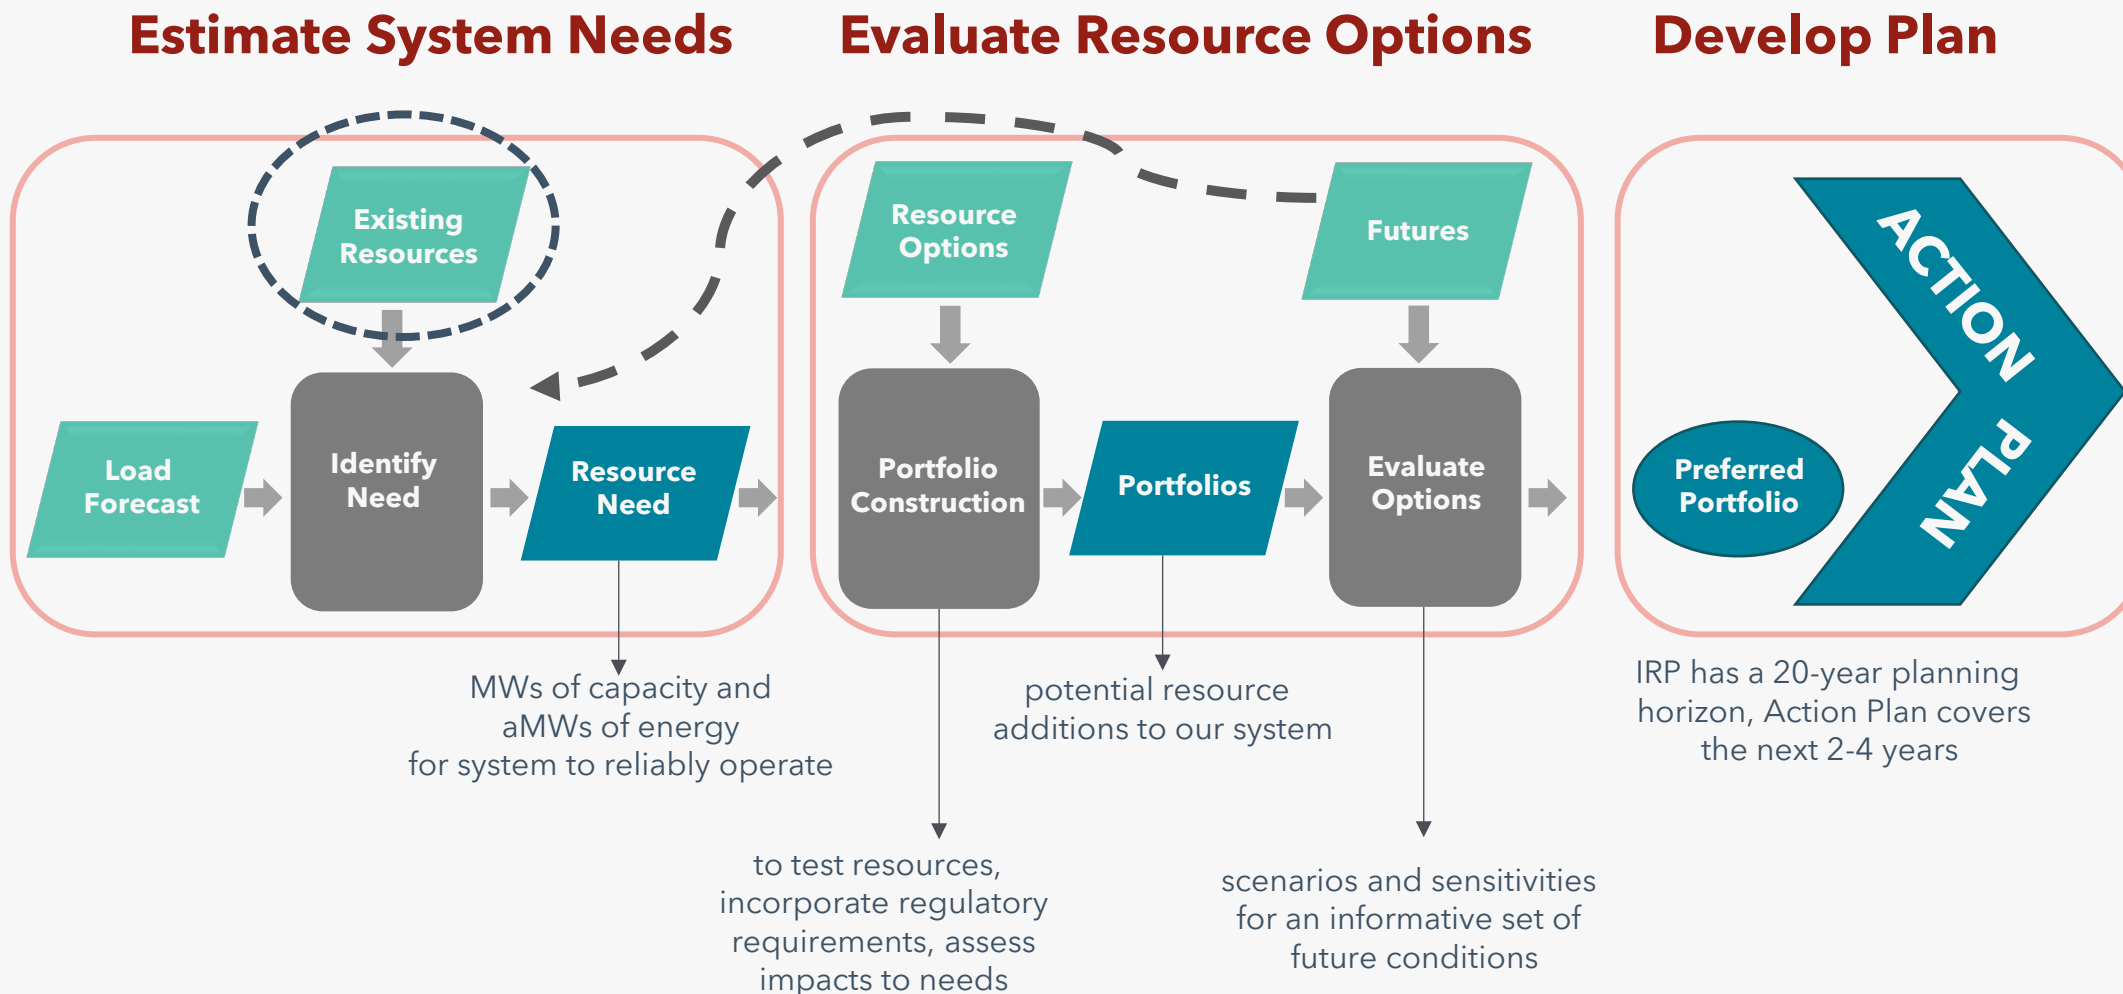 Estimate System Needs
Evaluate Resource Options
Develop Plan
Existing
Resources
Load
Forecast
Identify
Need
Resource
Need
Resource
Options
Futures
Portfolio
Construction
Portfolios
Evaluate
Options
Preferred
Portfolio
ACTION
PLAN
MWs of capacity and
aMWs of energy
for system to reliably operate
to test resources,
incorporate regulatory
requirements, assess
impacts to needs
potential resource
additions to our system
scenarios and sensitivities
for an informative set of
future conditions
IRP has a 20-year planning
horizon, Action Plan covers
the next 2-4 years